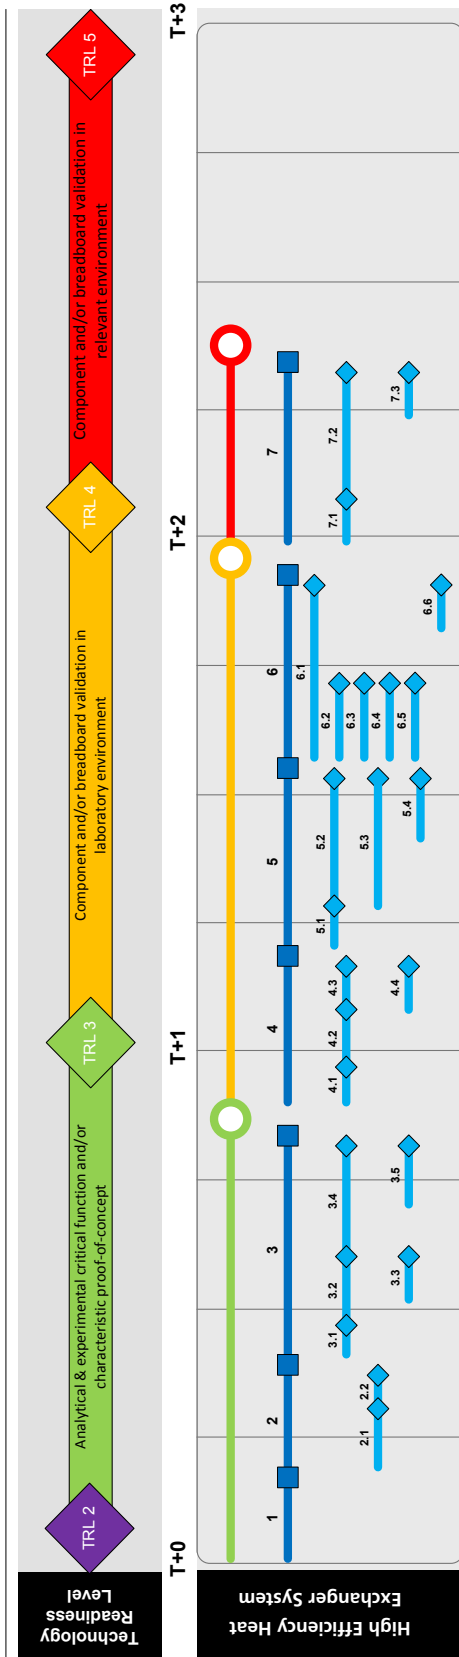 Technology
Readiness
Level
TRL 2
Analytical & experimental critical function and/or
characteristic proof-of-concept
TRL 3
Component and/or breadboard validation in
laboratory environment
TRL 4
Component and/or breadboard validation in
relevant environment
TRL 5
T+0
T+1
T+2
T+3
High Efficiency Heat
Exchanger System
1
2
3
4
5
6
7
2.1
2.2
3.1
3.2
3.3
3.4
3.5
4.1
4.2
4.3
4.4
5.1
5.2
5.3
5.4
6.1
6.2
6.3
6.4
6.5
6.6
7.1
7.2
7.3